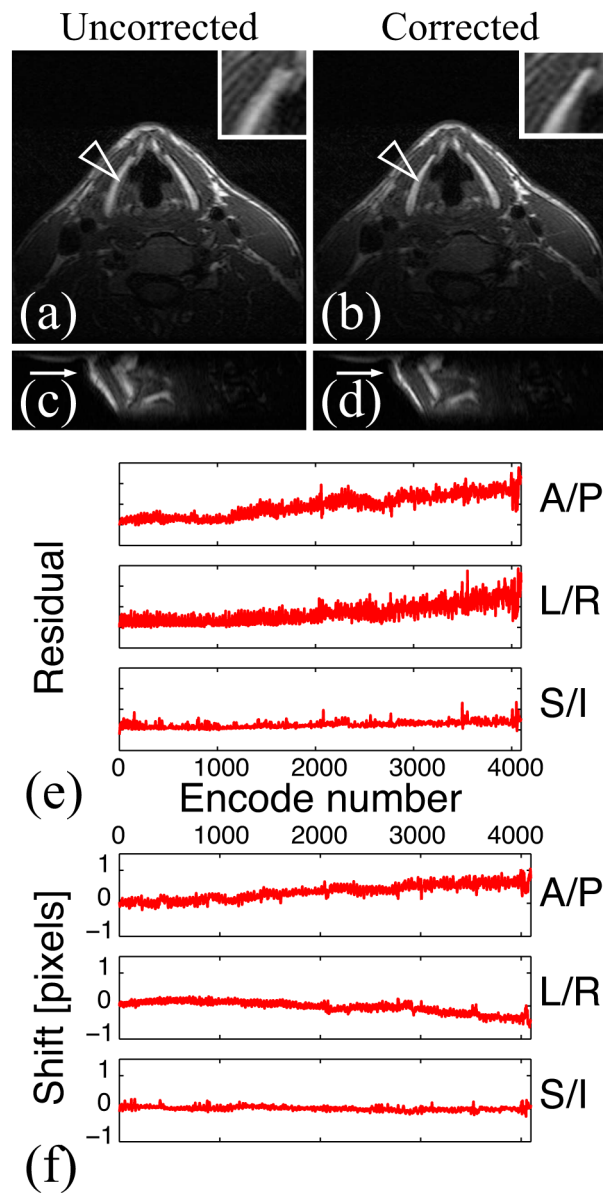 Uncorrected Corrected
(a) (b)
(c) (d)
A/P
L/R
S/I
Residual
0 1000 2000 3000 4000
(e) Encode number
0 1000 2000 3000 4000
1
0
−1
A/P
1
0
−1
L/R
1
0
−1
S/I
Shift [pixels]
(f)